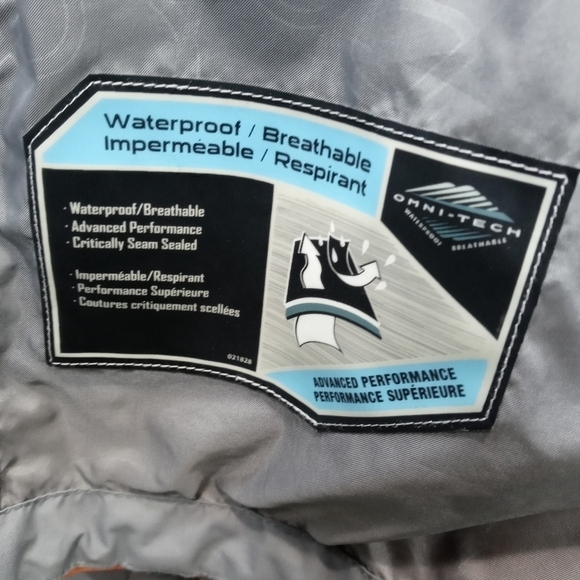 Waterproof / Breathable
Imperméable / Respirant
· Waterproof/Breathable
· Advanced Performance
· Critically Seam Sealed
· Imperméable/Respirant
· Performance Supérieure
· Coutures critiquement scellées
021828
OMNI-TECH
WATERPROOF BREATHABLE
ADVANCED PERFORMANCE
PERFORMANCE SUPÉRIEURE